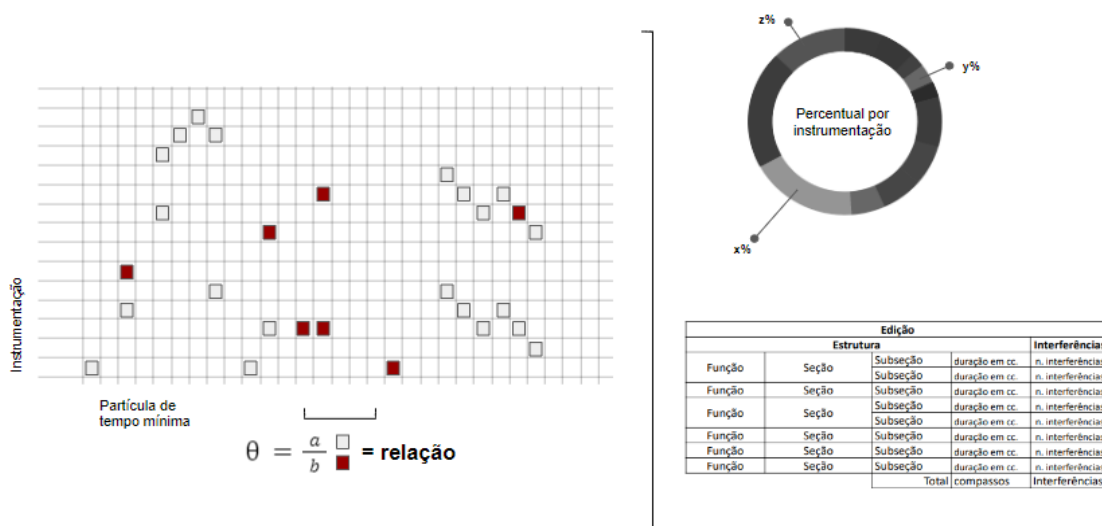 Instrumentação
Partícula de
tempo mínima
θ = a/b = relação
z%
y%
Percentual por
instrumentação
x%
Edição
Estrutura Interferências
Função Seção Subseção duração em cc. n. interferências
Subseção duração em cc. n. interferências
Função Seção Subseção duração em cc. n. interferências
Função Seção Subseção duração em cc. n. interferências
Subseção duração em cc. n. interferências
Função Seção Subseção duração em cc. n. interferências
Função Seção Subseção duração em cc. n. interferências
Função Seção Subseção duração em cc. n. interferências
Total compassos Interferências